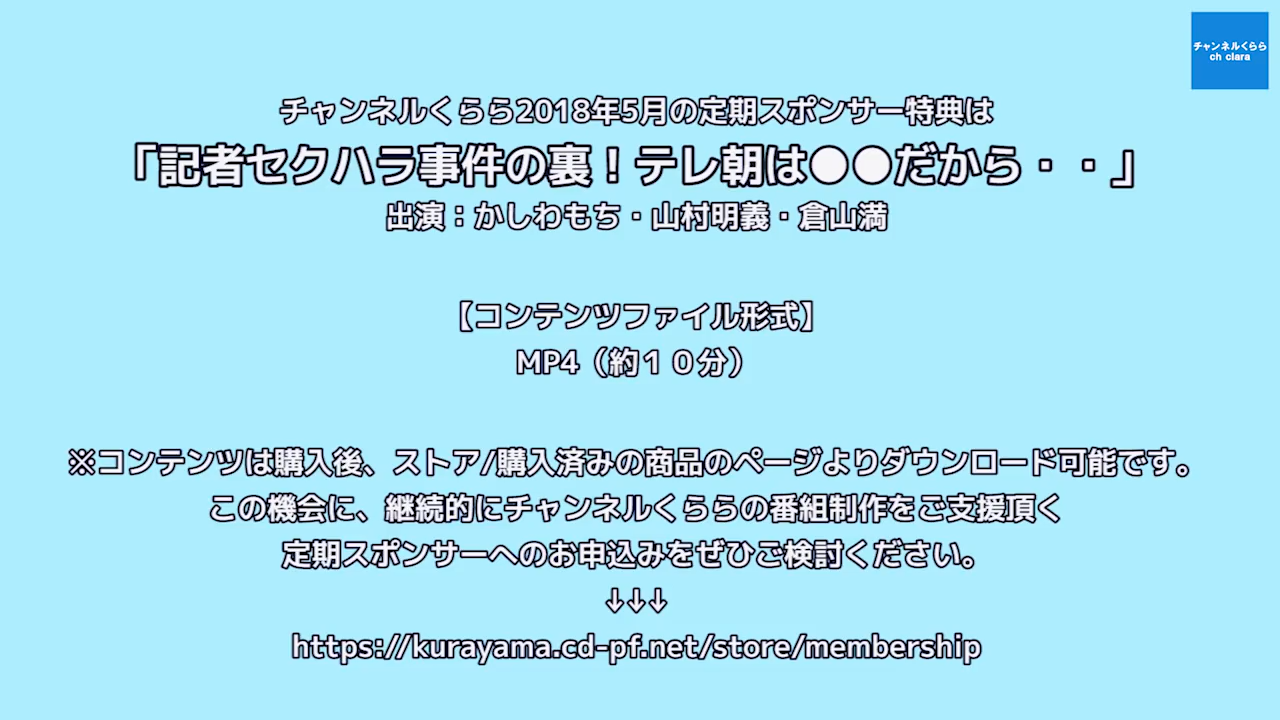 チャンネルくらら
ch clara
チャンネルくらら2018年5月の定期スポンサー特典は
「記者セクハラ事件の裏！テレ朝は●●だから・・」
出演：かしわもち・山村明義・倉山満
【コンテンツファイル形式】
MP4（約１０分）
※コンテンツは購入後、ストア/購入済みの商品のページよりダウンロード可能です。
この機会に、継続的にチャンネルくららの番組制作をご支援頂く
定期スポンサーへのお申込みをぜひご検討ください。
↓↓↓
https://kurayama.cd-pf.net/store/membership